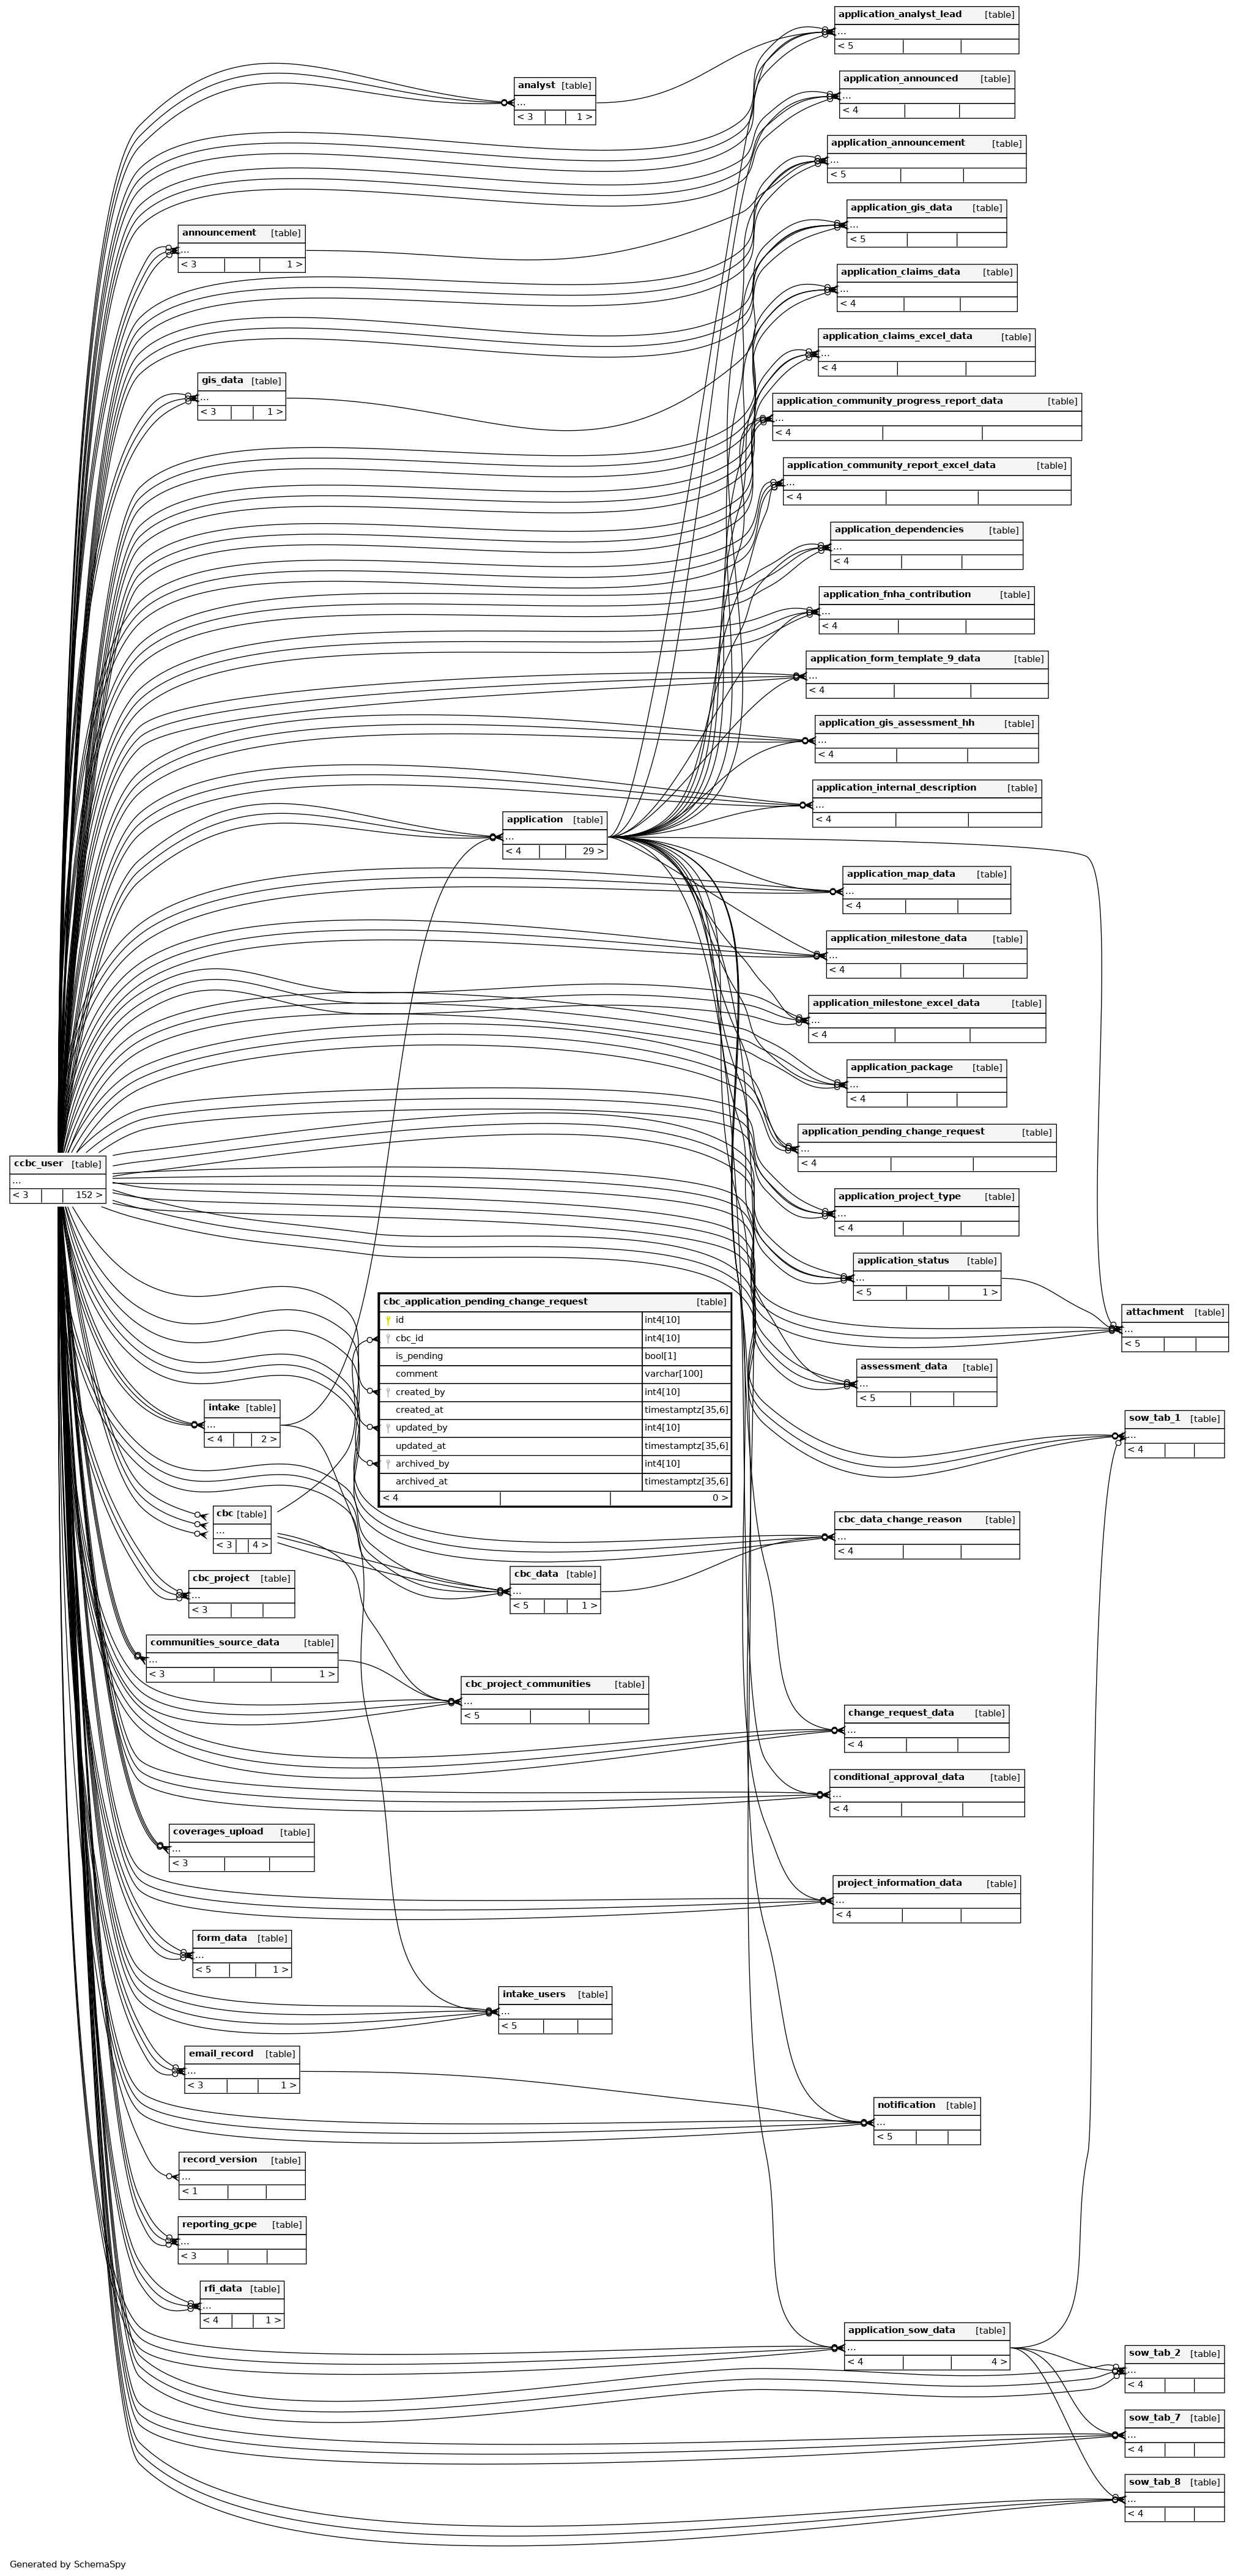 application_analyst_lead [table]
...
< 5
analyst [table]
...
< 3 1 >
application_announced [table]
...
< 4
application_announcement [table]
...
< 5
application_gis_data [table]
...
< 5
announcement [table]
...
< 3 1 >
application_claims_data [table]
...
< 4
application_claims_excel_data [table]
...
< 4
gis_data [table]
...
< 3 1 >
application_community_progress_report_data [table]
...
< 4
application_community_report_excel_data [table]
...
< 4
application_dependencies [table]
...
< 4
application_fnha_contribution [table]
...
< 4
application_form_template_9_data [table]
...
< 4
application_gis_assessment_hh [table]
...
< 4
application_internal_description [table]
...
< 4
application [table]
...
< 4 29 >
application_map_data [table]
...
< 4
application_milestone_data [table]
...
< 4
application_milestone_excel_data [table]
...
< 4
application_package [table]
...
< 4
application_pending_change_request [table]
...
< 4
ccbc_user [table]
...
< 3 152 >
application_project_type [table]
...
< 4
application_status [table]
...
< 5 1 >
cbc_application_pending_change_request [table]
id int4[10]
cbc_id int4[10]
is_pending bool[1]
comment varchar[100]
created_by int4[10]
created_at timestamptz[35,6]
updated_by int4[10]
updated_at timestamptz[35,6]
archived_by int4[10]
archived_at timestamptz[35,6]
< 4 0 >
attachment [table]
...
< 5
assessment_data [table]
...
< 5
intake [table]
...
< 4 2 >
sow_tab_1 [table]
...
< 4
cbc [table]
...
< 3 4 >
cbc_data_change_reason [table]
...
< 4
cbc_project [table]
...
< 3
cbc_data [table]
...
< 5 1 >
communities_source_data [table]
...
< 3 1 >
cbc_project_communities [table]
...
< 5
change_request_data [table]
...
< 4
conditional_approval_data [table]
...
< 4
coverages_upload [table]
...
< 3
project_information_data [table]
...
< 4
form_data [table]
...
< 5 1 >
intake_users [table]
...
< 5
email_record [table]
...
< 3 1 >
notification [table]
...
< 5
record_version [table]
...
< 1
reporting_gcpe [table]
...
< 3
rfi_data [table]
...
< 4 1 >
application_sow_data [table]
...
< 4 4 >
sow_tab_2 [table]
...
< 4
sow_tab_7 [table]
...
< 4
sow_tab_8 [table]
...
< 4
Generated by SchemaSpy